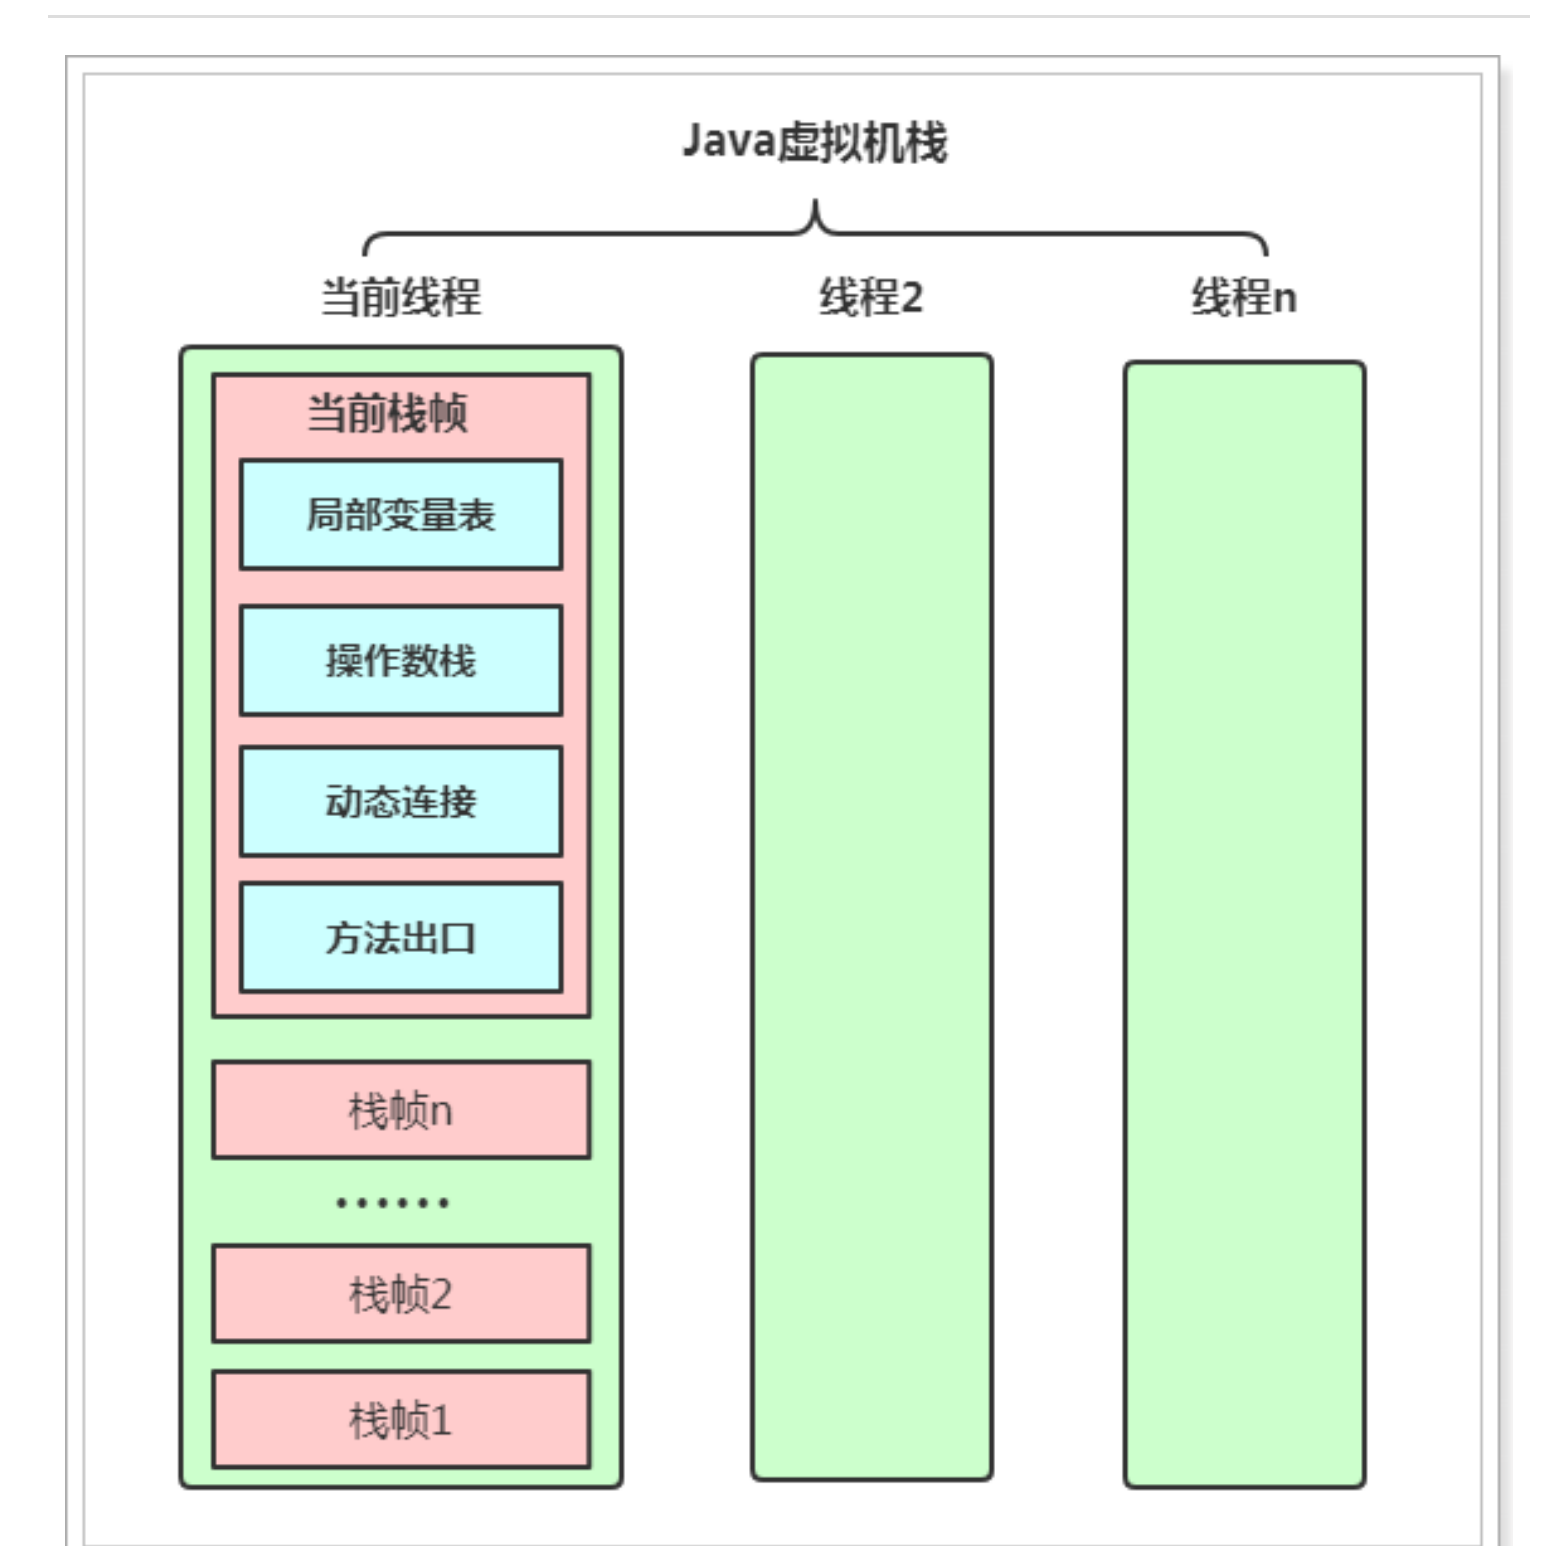 Java虚拟机栈
当前线程 线程2 线程n
当前栈帧
局部变量表
操作数栈
动态连接
方法出口
栈帧n
......
栈帧2
栈帧1